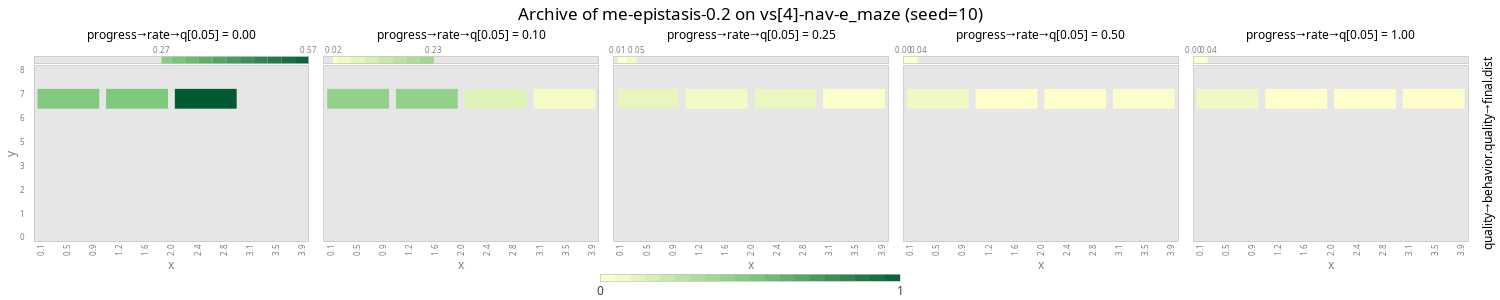 Archive of me-epistasis-0.2 on vs[4]-nav-e_maze (seed=10)
progress→rate→q[0.05] = 0.00
progress→rate→q[0.05] = 0.10
progress→rate→q[0.05] = 0.25
progress→rate→q[0.05] = 0.50
progress→rate→q[0.05] = 1.00
0.27 0.57
0.02 0.23
0.01 0.05
0.00 0.04
0.00 0.04
8
7
6
5
4
3
2
1
0
y
0.1 0.5 0.9 1.2 1.6 2.0 2.4 2.8 3.1 3.5 3.9
0.1 0.5 0.9 1.2 1.6 2.0 2.4 2.8 3.1 3.5 3.9
0.1 0.5 0.9 1.2 1.6 2.0 2.4 2.8 3.1 3.5 3.9
0.1 0.5 0.9 1.2 1.6 2.0 2.4 2.8 3.1 3.5 3.9
0.1 0.5 0.9 1.2 1.6 2.0 2.4 2.8 3.1 3.5 3.9
x
x
x
x
x
quality→behavior.quality→final.dist
0 1